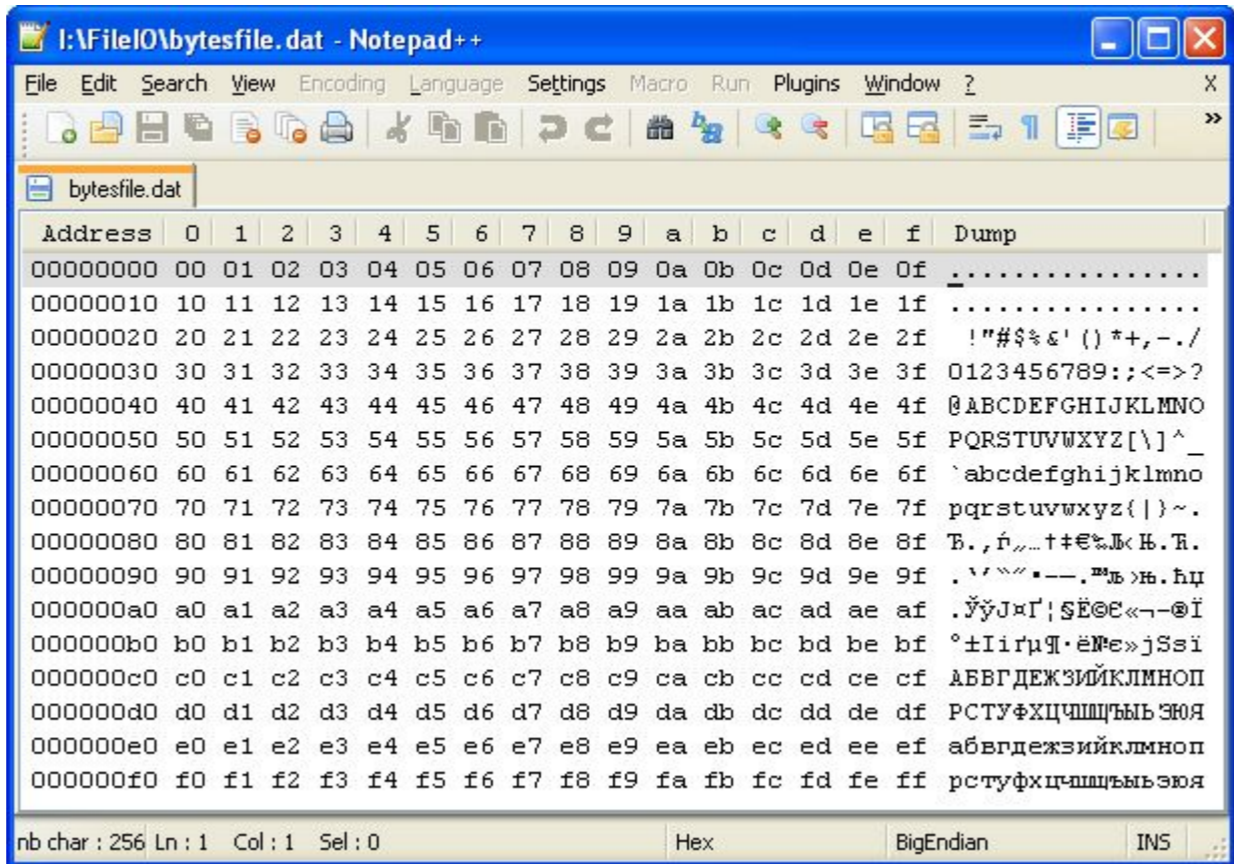 I:\FileIO\bytesfile.dat - Notepad++
File Edit Search View Encoding Language Settings Macro Run Plugins Window ? X
»
bytesfile.dat
Address 0 1 2 3 4 5 6 7 8 9 a b c d e f Dump
00000000 00 01 02 03 04 05 06 07 08 09 0a 0b 0c 0d 0e 0f ................
00000010 10 11 12 13 14 15 16 17 18 19 1a 1b 1c 1d 1e 1f ................
00000020 20 21 22 23 24 25 26 27 28 29 2a 2b 2c 2d 2e 2f !"#$%&'()*+,-./
00000030 30 31 32 33 34 35 36 37 38 39 3a 3b 3c 3d 3e 3f 0123456789:;<=>?
00000040 40 41 42 43 44 45 46 47 48 49 4a 4b 4c 4d 4e 4f @ABCDEFGHIJKLMNO
00000050 50 51 52 53 54 55 56 57 58 59 5a 5b 5c 5d 5e 5f PQRSTUVWXYZ[\]^_
00000060 60 61 62 63 64 65 66 67 68 69 6a 6b 6c 6d 6e 6f `abcdefghijklmno
00000070 70 71 72 73 74 75 76 77 78 79 7a 7b 7c 7d 7e 7f pqrstuvwxyz{|}~.
00000080 80 81 82 83 84 85 86 87 88 89 8a 8b 8c 8d 8e 8f Ђ.‚ѓ„…†‡€‰Љ‹Њ.Ћ.
00000090 90 91 92 93 94 95 96 97 98 99 9a 9b 9c 9d 9e 9f .‘’“”•–—.™љ›њ.ћџ
000000a0 a0 a1 a2 a3 a4 a5 a6 a7 a8 a9 aa ab ac ad ae af .ЎўЈ¤Ґ¦§Ё©Є«¬-®Ї
000000b0 b0 b1 b2 b3 b4 b5 b6 b7 b8 b9 ba bb bc bd be bf °±Ііґµ¶·ё№є»јЅѕї
000000c0 c0 c1 c2 c3 c4 c5 c6 c7 c8 c9 ca cb cc cd ce cf АБВГДЕЖЗИЙКЛМНОП
000000d0 d0 d1 d2 d3 d4 d5 d6 d7 d8 d9 da db dc dd de df РСТУФХЦЧШЩЪЫЬЭЮЯ
000000e0 e0 e1 e2 e3 e4 e5 e6 e7 e8 e9 ea eb ec ed ee ef абвгдежзийклмноп
000000f0 f0 f1 f2 f3 f4 f5 f6 f7 f8 f9 fa fb fc fd fe ff рстуфхцчшщъыьэюя
nb char : 256 Ln : 1 Col : 1 Sel : 0 Hex BigEndian INS